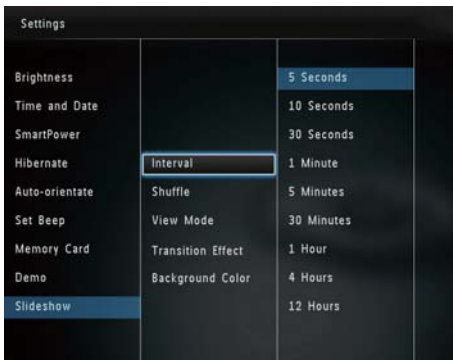 Settings
Brightness
Time and Date
SmartPower
Hibernate
Auto-orientate
Set Beep
Memory Card
Demo
Slideshow
Interval
Shuffle
View Mode
Transition Effect
Background Color
5 Seconds
10 Seconds
30 Seconds
1 Minute
5 Minutes
30 Minutes
1 Hour
4 Hours
12 Hours